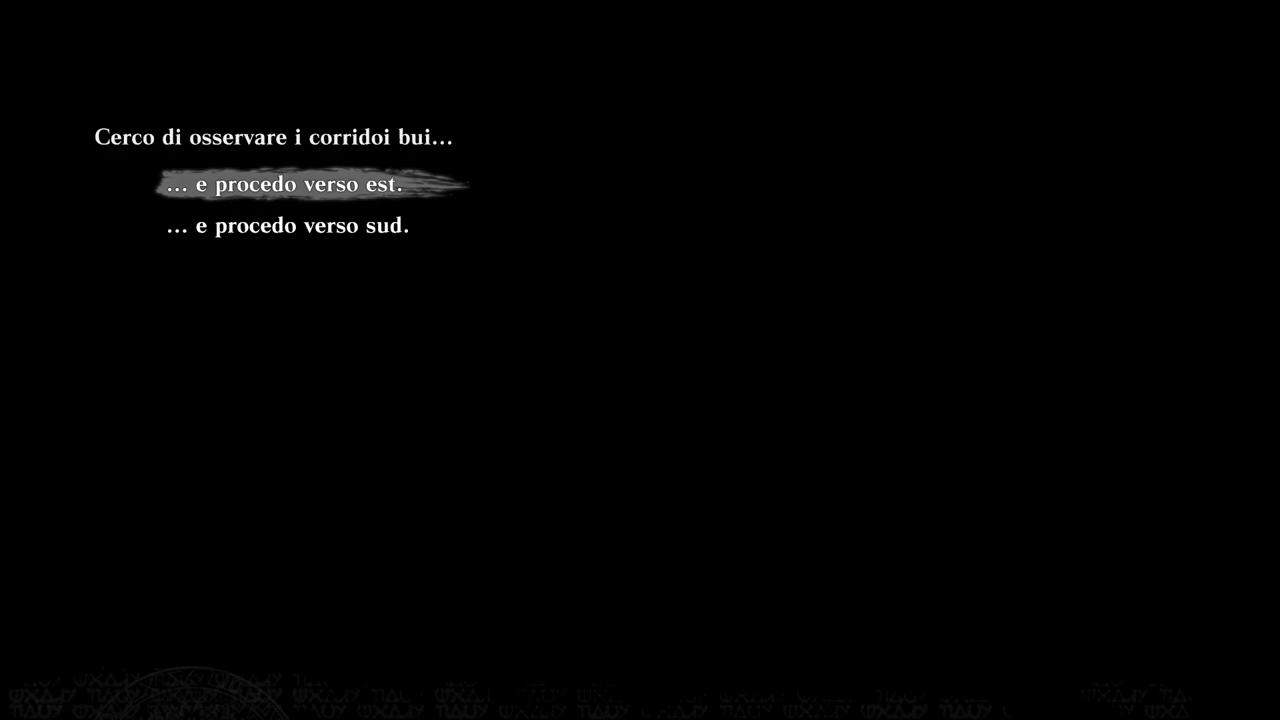 Cerco di osservare i corridoi bui...
... e procedo verso est.
... e procedo verso sud.